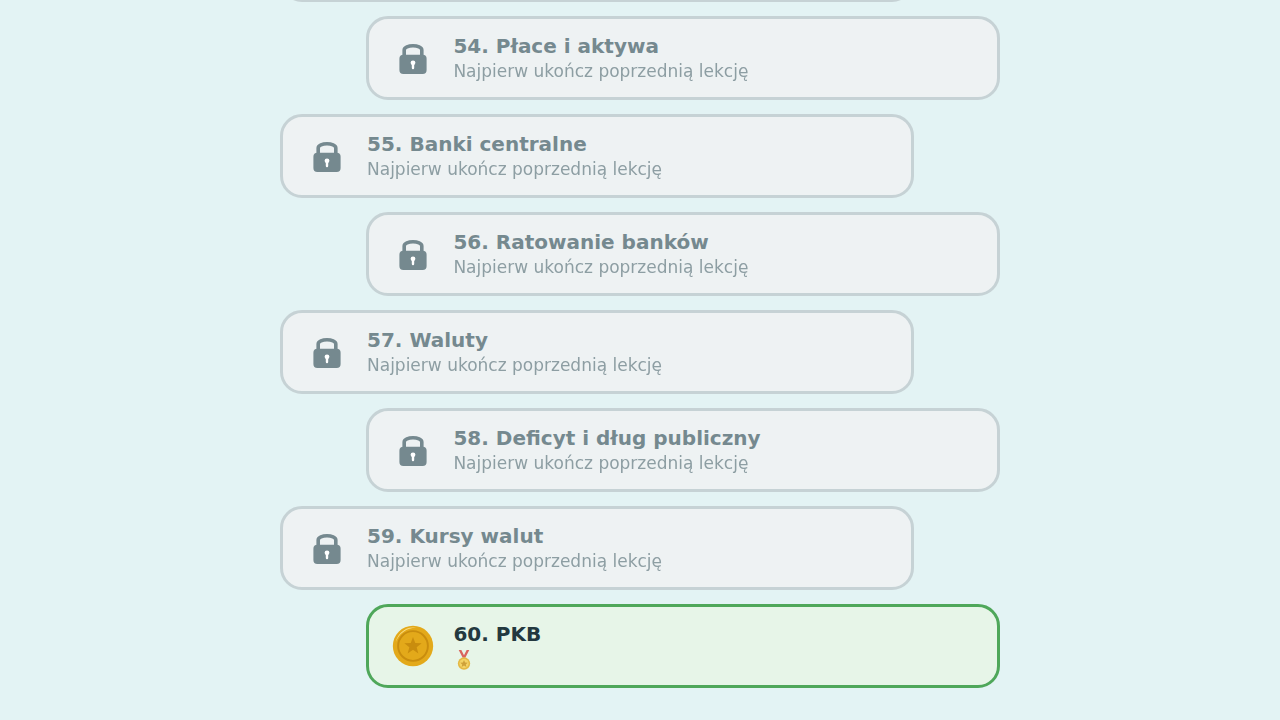 54. Płace i aktywa
Najpierw ukończ poprzednią lekcję
55. Banki centralne
Najpierw ukończ poprzednią lekcję
56. Ratowanie banków
Najpierw ukończ poprzednią lekcję
57. Waluty
Najpierw ukończ poprzednią lekcję
58. Deficyt i dług publiczny
Najpierw ukończ poprzednią lekcję
59. Kursy walut
Najpierw ukończ poprzednią lekcję
60. PKB